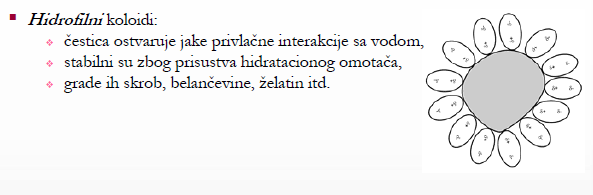 Hidrofilni koloidi:
čestica ostvaruje jake privlačne interakcije sa vodom,
stabilni su zbog prisustva hidratacionog omotača,
grade ih skrob, belančevine, želatin itd.